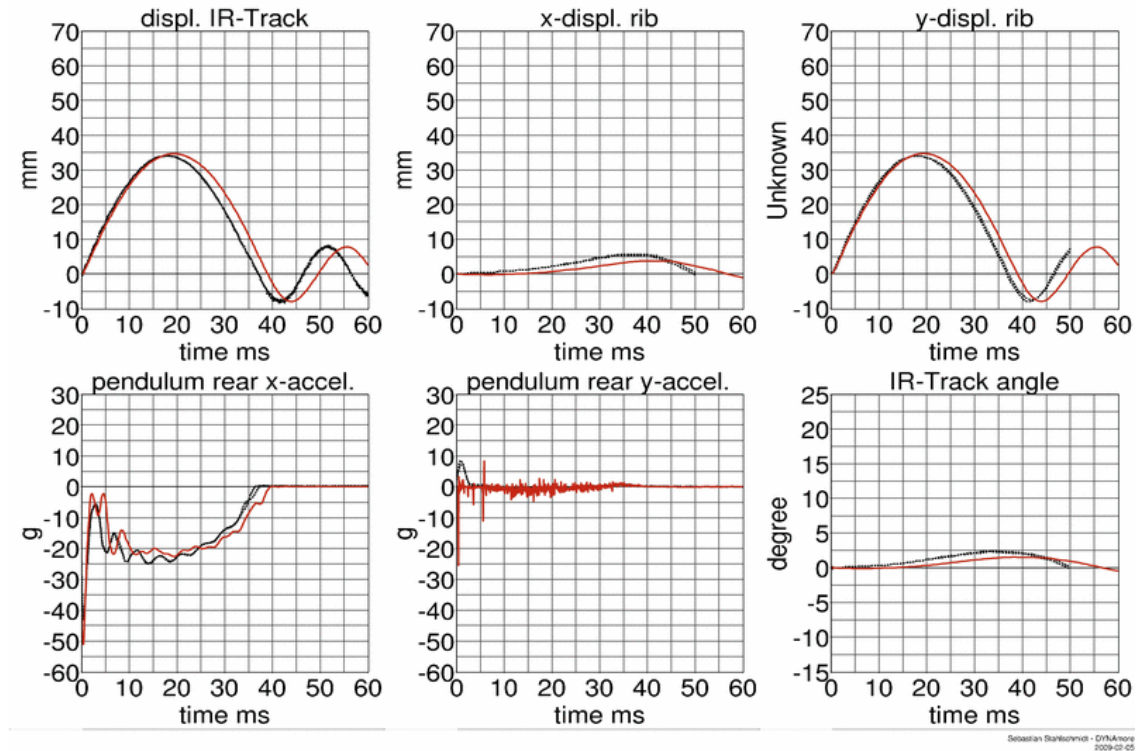 displ. IR-Track
x-displ. rib
y-displ. rib
70
60
50
40
30
20
10
0
-10
mm
0 10 20 30 40 50 60
time ms
70
60
50
40
30
20
10
0
-10
mm
0 10 20 30 40 50 60
time ms
70
60
50
40
30
20
10
0
-10
Unknown
0 10 20 30 40 50 60
time ms
pendulum rear x-accel.
pendulum rear y-accel.
IR-Track angle
30
20
10
0
-10
-20
-30
-40
-50
-60
g
0 10 20 30 40 50 60
time ms
30
20
10
0
-10
-20
-30
-40
-50
-60
g
0 10 20 30 40 50 60
time ms
25
20
15
10
5
0
-5
-10
-15
degree
0 10 20 30 40 50 60
time ms
Sebastian Stahlschmidt - DYNAmore
2009-02-05